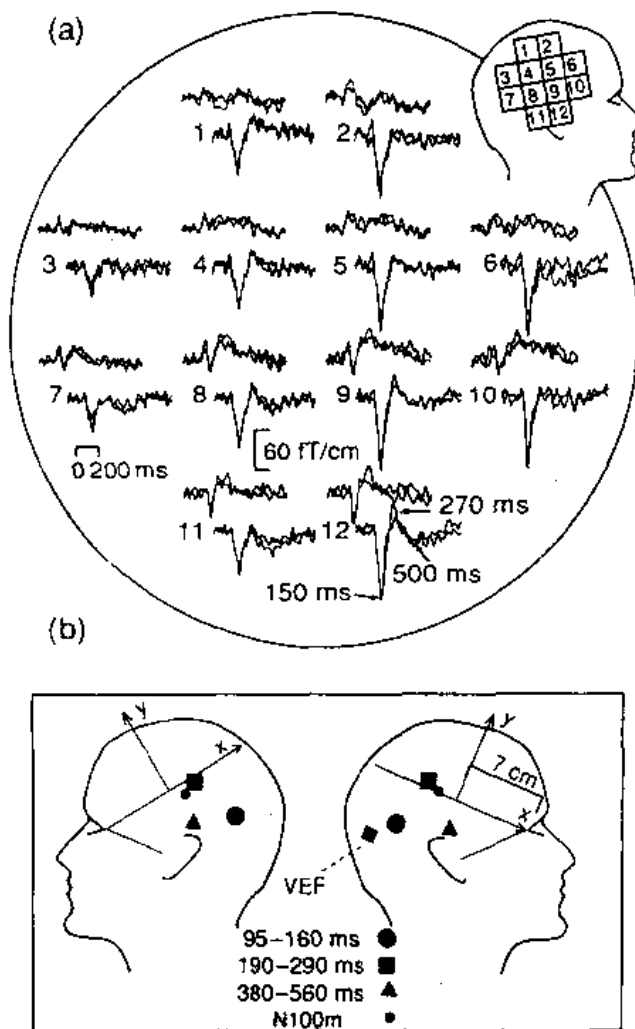 (a)
1 2
3 4 5 6
7 8 9 10
11 12
1 2
3 4 5 6
7 8 9 10
0 200 ms
60 fT/cm
11 12
270 ms
500 ms
150 ms
(b)
y x
y 7 cm x
VEF
95–160 ms
190–290 ms
380–560 ms
N100m